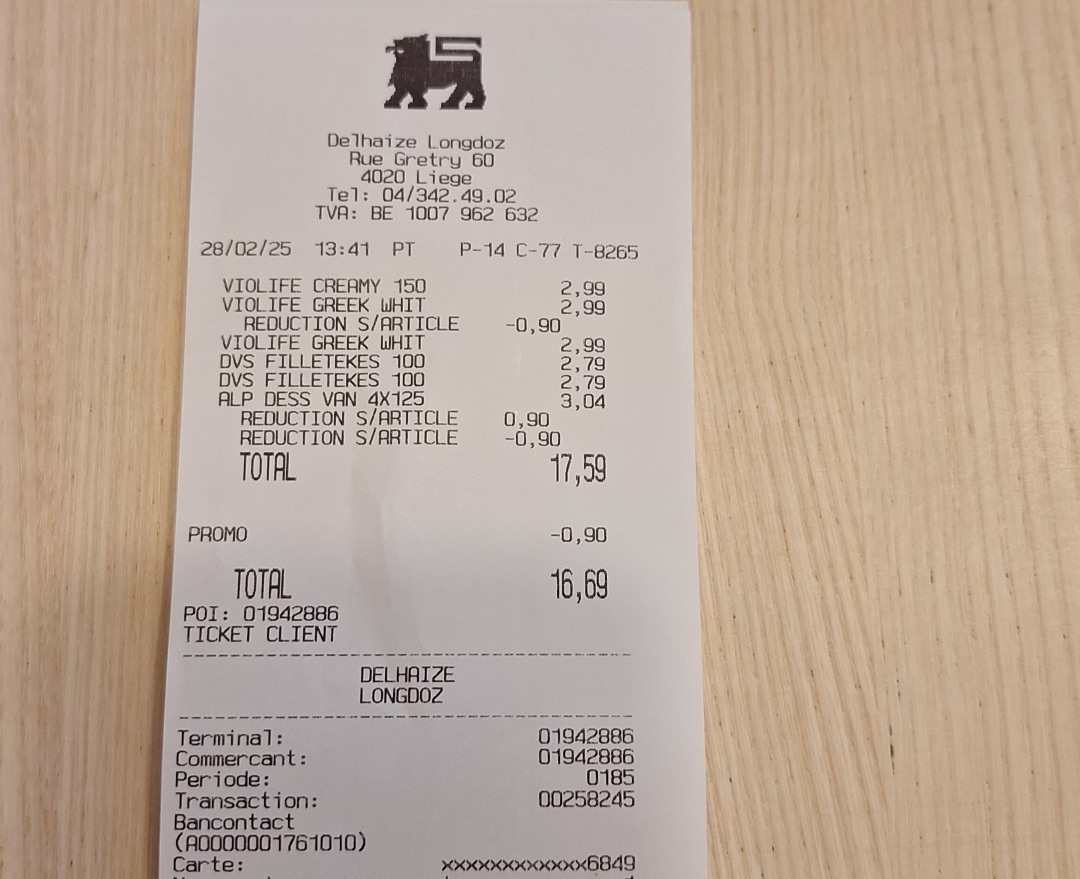 Delhaize Longdoz
Rue Gretry 60
4020 Liege
Tel: 04/342.49.02
TVA: BE 1007 962 632
28/02/25 13:41 PT P-14 C-77 T-8265
VIOLIFE CREAMY 150 2,99
VIOLIFE GREEK WHIT 2,99
REDUCTION S/ARTICLE -0,90
VIOLIFE GREEK WHIT 2,99
DVS FILLETEKES 100 2,79
DVS FILLETEKES 100 2,79
ALP DESS VAN 4X125 3,04
REDUCTION S/ARTICLE 0,90
REDUCTION S/ARTICLE -0,90
TOTAL 17,59
PROMO -0,90
TOTAL 16,69
POI: 01942886
TICKET CLIENT
DELHAIZE
LONGDOZ
Terminal: 01942886
Commercant: 01942886
Periode: 0185
Transaction: 00258245
Bancontact
(A0000001761010)
Carte: xxxxxxxxxxxx6849